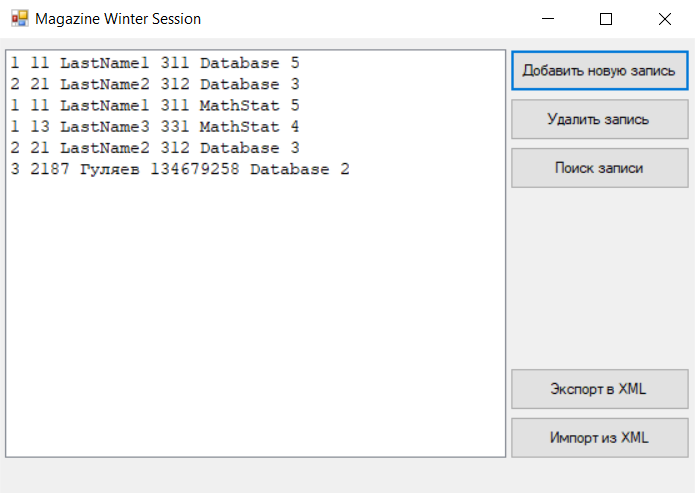 Magazine Winter Session
1 11 LastName1 311 Database 5
2 21 LastName2 312 Database 3
1 11 LastName1 311 MathStat 5
1 13 LastName3 331 MathStat 4
2 21 LastName2 312 Database 3
3 2187 Гуляев 134679258 Database 2
Добавить новую запись
Удалить запись
Поиск записи
Экспорт в XML
Импорт из XML